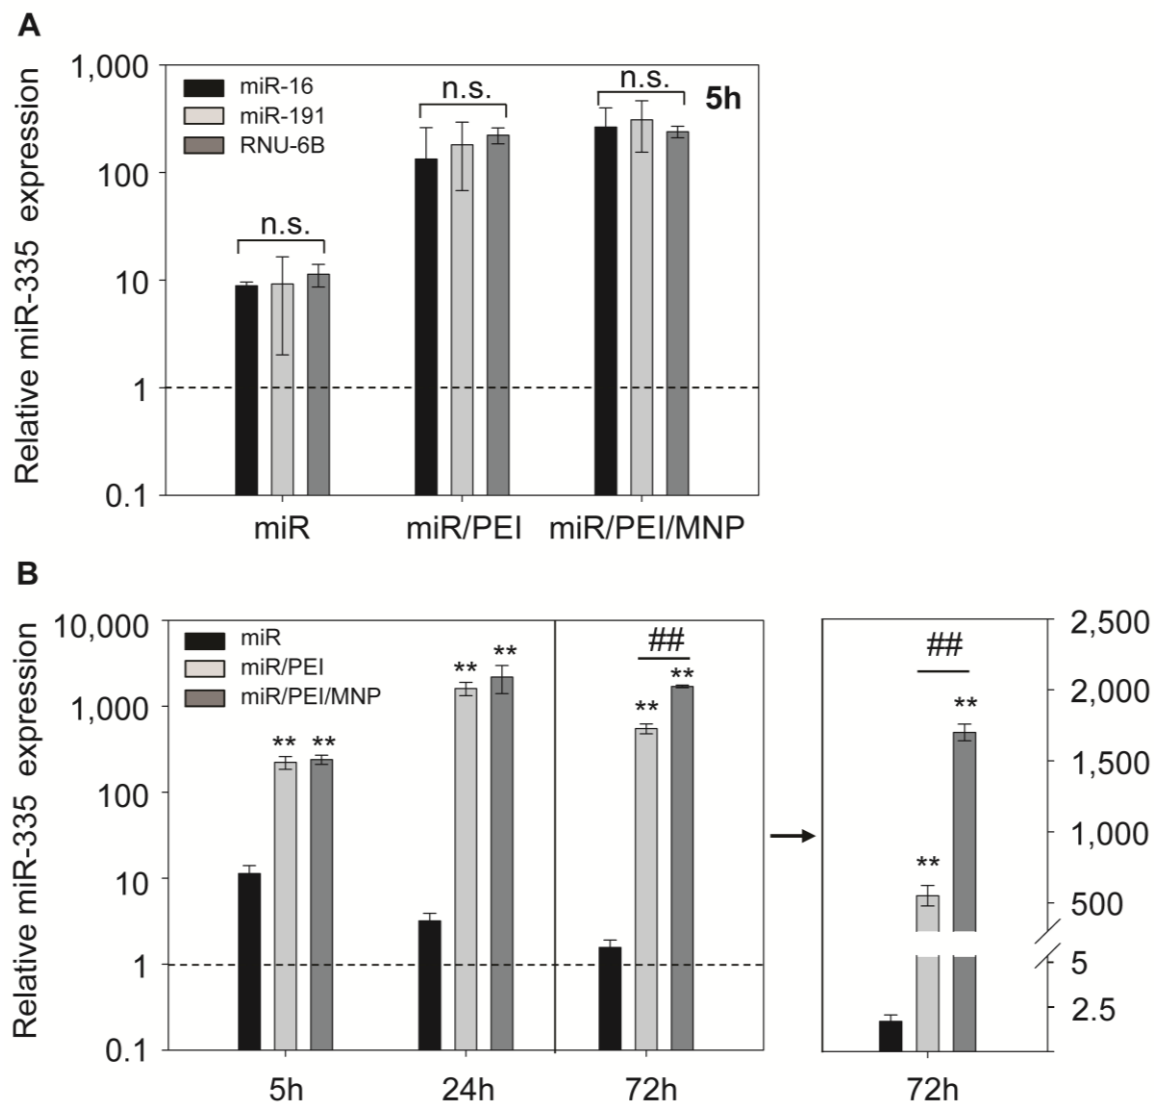 A
Relative miR-335 expression
1,000
100
10
1
0.1
miR-16
miR-191
RNU-6B
n.s.
n.s.
n.s.
5h
miR
miR/PEI
miR/PEI/MNP
B
Relative miR-335 expression
10,000
1,000
100
10
1
0.1
miR
miR/PEI
miR/PEI/MNP
** **
** **
##
** **
5h
24h
72h
##
**
**
2,500
2,000
1,500
1,000
500
5
2.5
72h